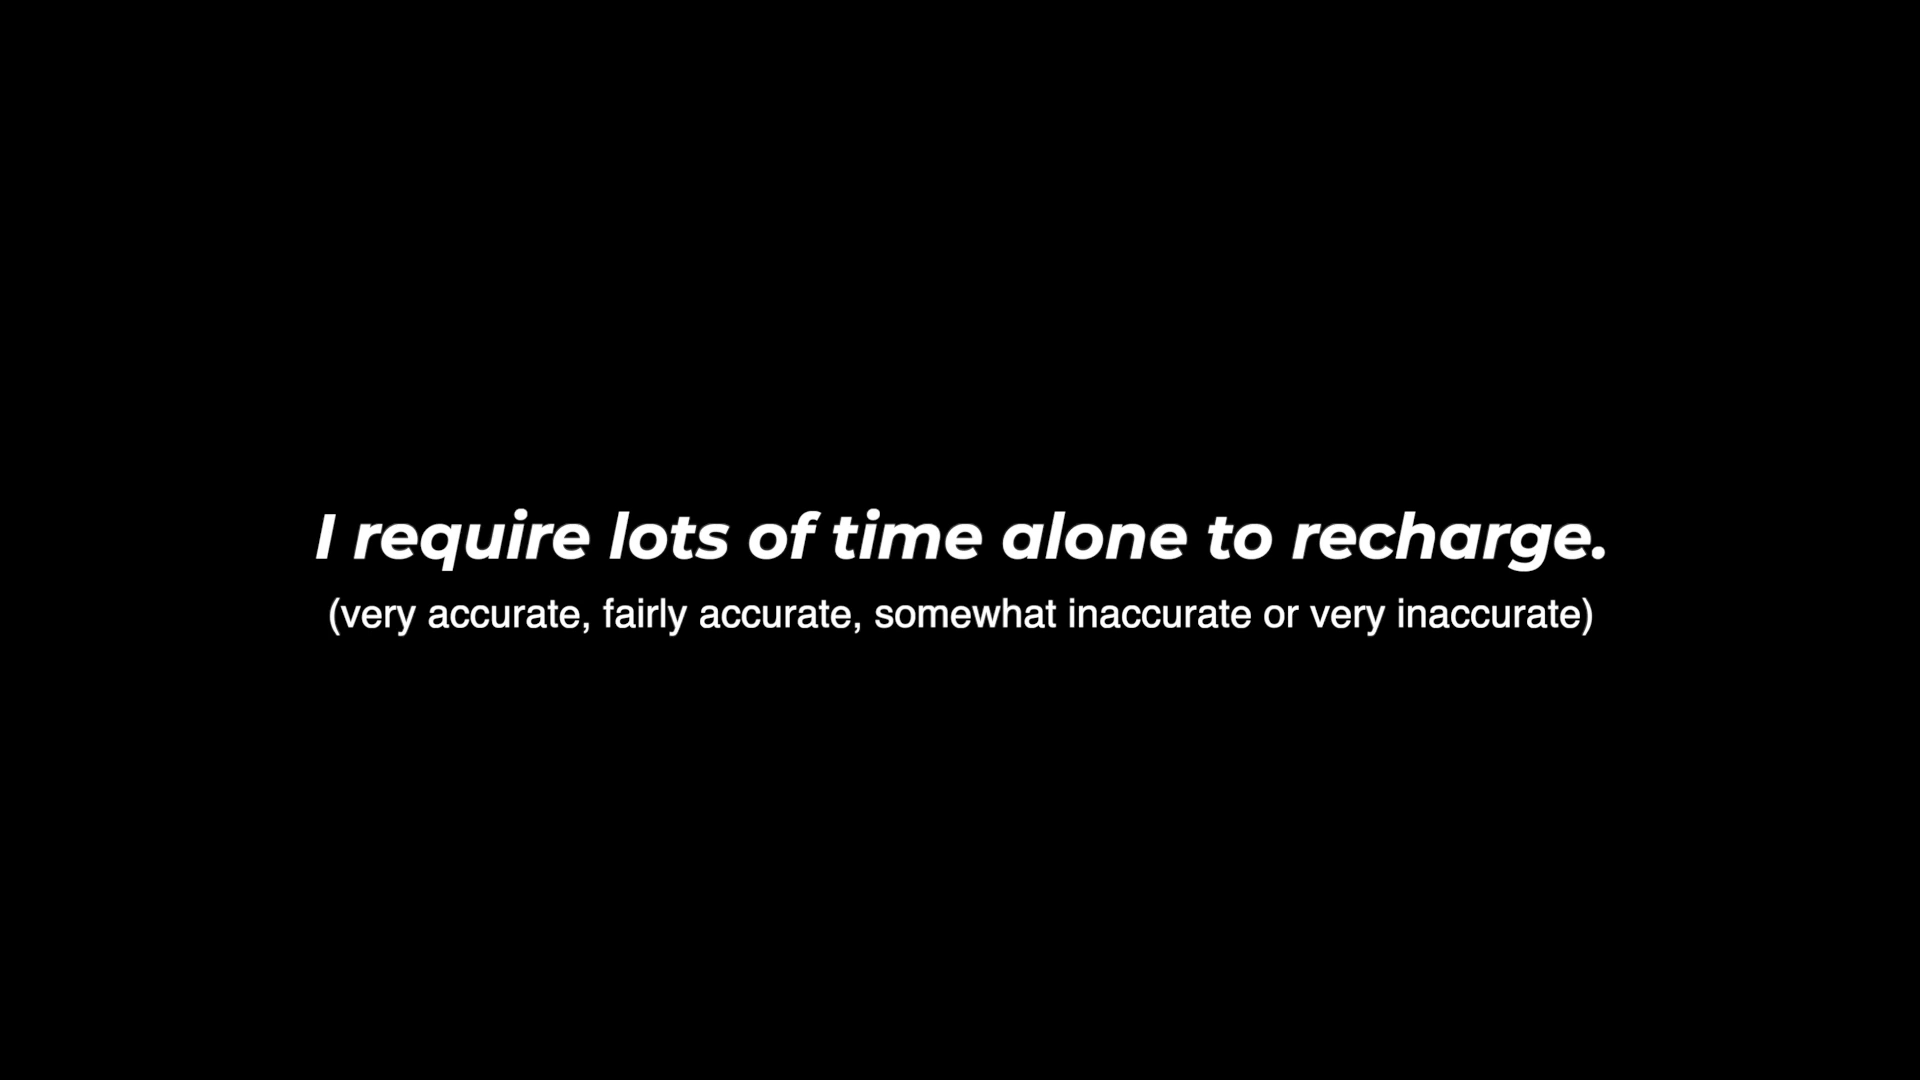 I require lots of time alone to recharge.
(very accurate, fairly accurate, somewhat inaccurate or very inaccurate)